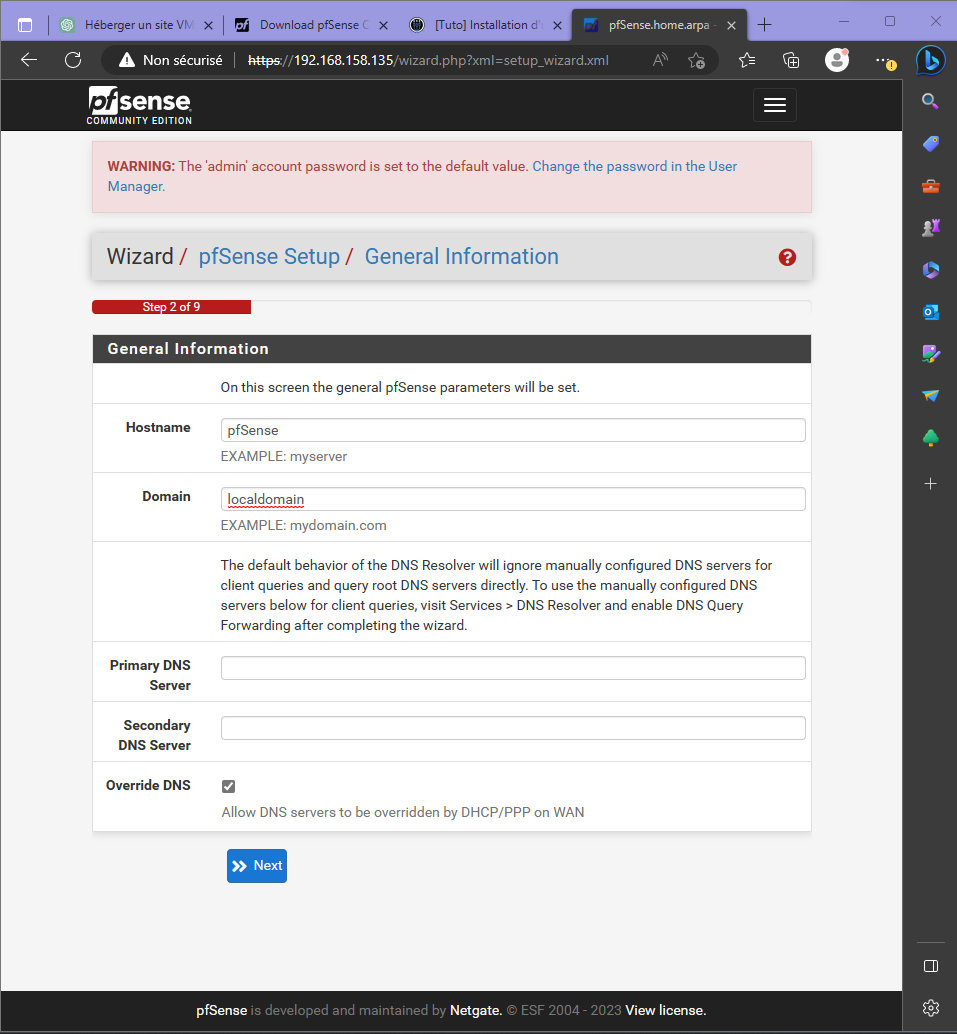 Héberger un site VM
Download pfSense C
[Tuto] Installation d'u
pfSense.home.arpa -
Non sécurisé
https://192.168.158.135/wizard.php?xml=setup_wizard.xml
pfsense
COMMUNITY EDITION
WARNING: The 'admin' account password is set to the default value. Change the password in the User
Manager.
Wizard / pfSense Setup / General Information
Step 2 of 9
General Information
On this screen the general pfSense parameters will be set.
Hostname
pfSense
EXAMPLE: myserver
Domain
localdomain
EXAMPLE: mydomain.com
The default behavior of the DNS Resolver will ignore manually configured DNS servers for
client queries and query root DNS servers directly. To use the manually configured DNS
servers below for client queries, visit Services > DNS Resolver and enable DNS Query
Forwarding after completing the wizard.
Primary DNS
Server
Secondary
DNS Server
Override DNS
Allow DNS servers to be overridden by DHCP/PPP on WAN
Next
pfSense is developed and maintained by Netgate. © ESF 2004 - 2023 View license.